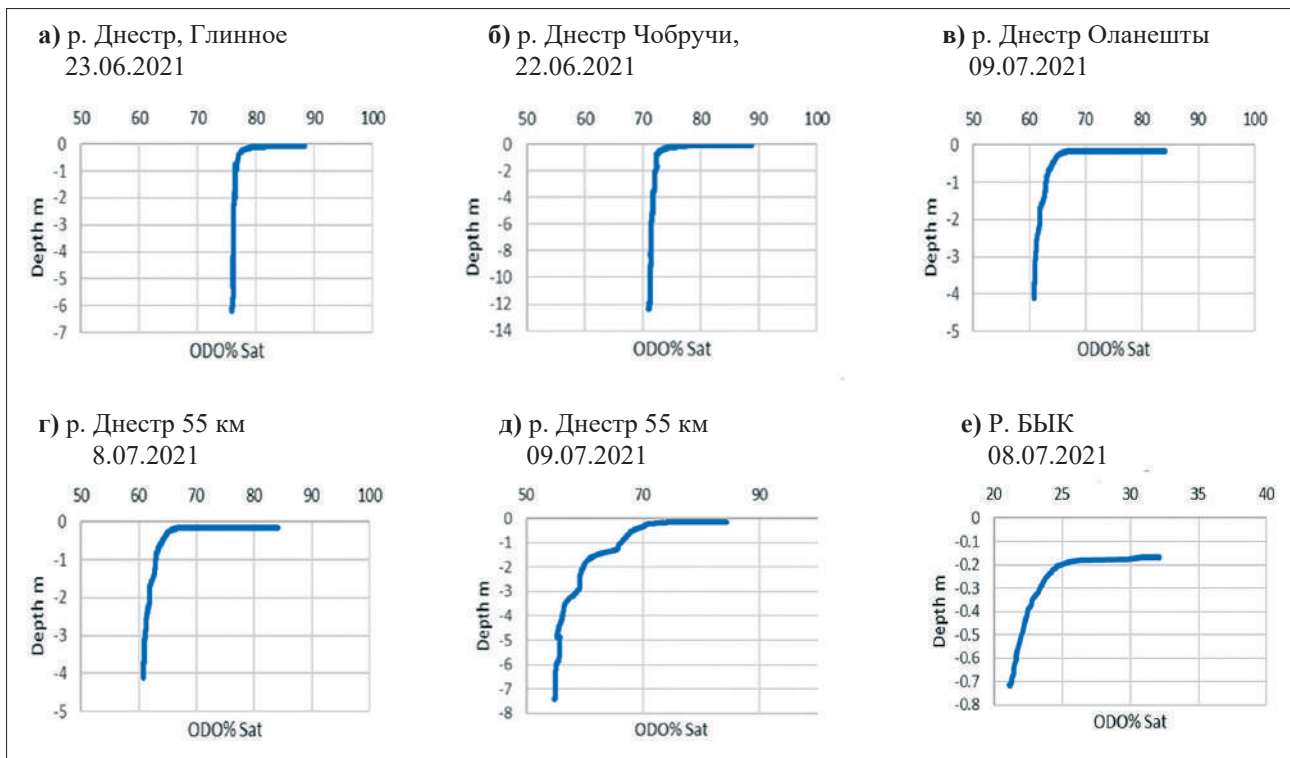 а) р. Днестр, Глинное
23.06.2021
50 60 70 80 90 100
0
-1
-2
-3
-4
-5
-6
-7
Depth m
ODO% Sat
б) р. Днестр Чобручи,
22.06.2021
50 60 70 80 90 100
0
-2
-4
-6
-8
-10
-12
-14
Depth m
ODO% Sat
в) р. Днестр Оланешты
09.07.2021
50 60 70 80 90 100
0
-1
-2
-3
-4
-5
Depth m
ODO% Sat
г) р. Днестр 55 км
8.07.2021
50 60 70 80 90 100
0
-1
-2
-3
-4
-5
Depth m
ODO% Sat
д) р. Днестр 55 км
09.07.2021
50 70 90
0
-1
-2
-3
-4
-5
-6
-7
-8
Depth m
ODO% Sat
е) Р. БЫК
08.07.2021
20 25 30 35 40
0
-0.1
-0.2
-0.3
-0.4
-0.5
-0.6
-0.7
-0.8
Depth m
ODO% Sat